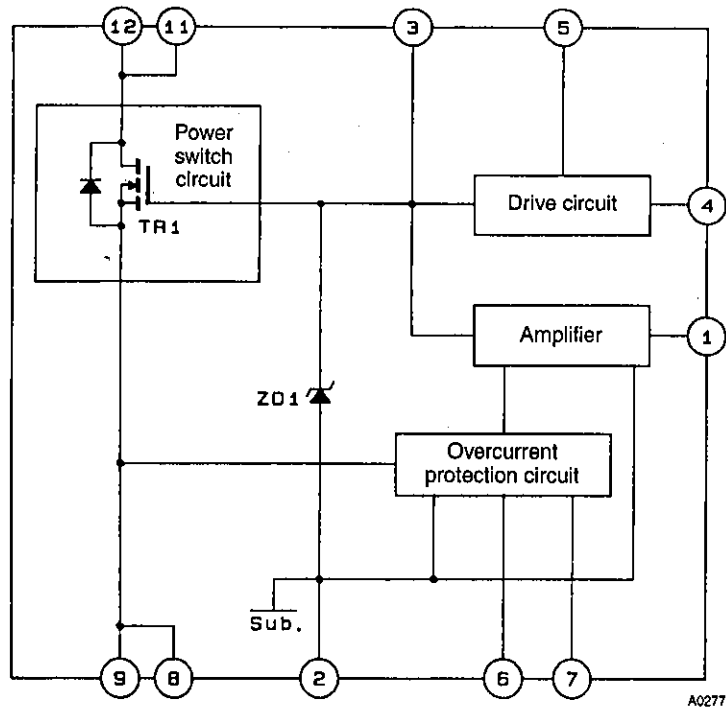 12 11 3 5
Power
switch
circuit
TR1
Drive circuit
4
Amplifier
1
ZD1
Overcurrent
protection circuit
Sub.
9 8 2 6 7
A0277